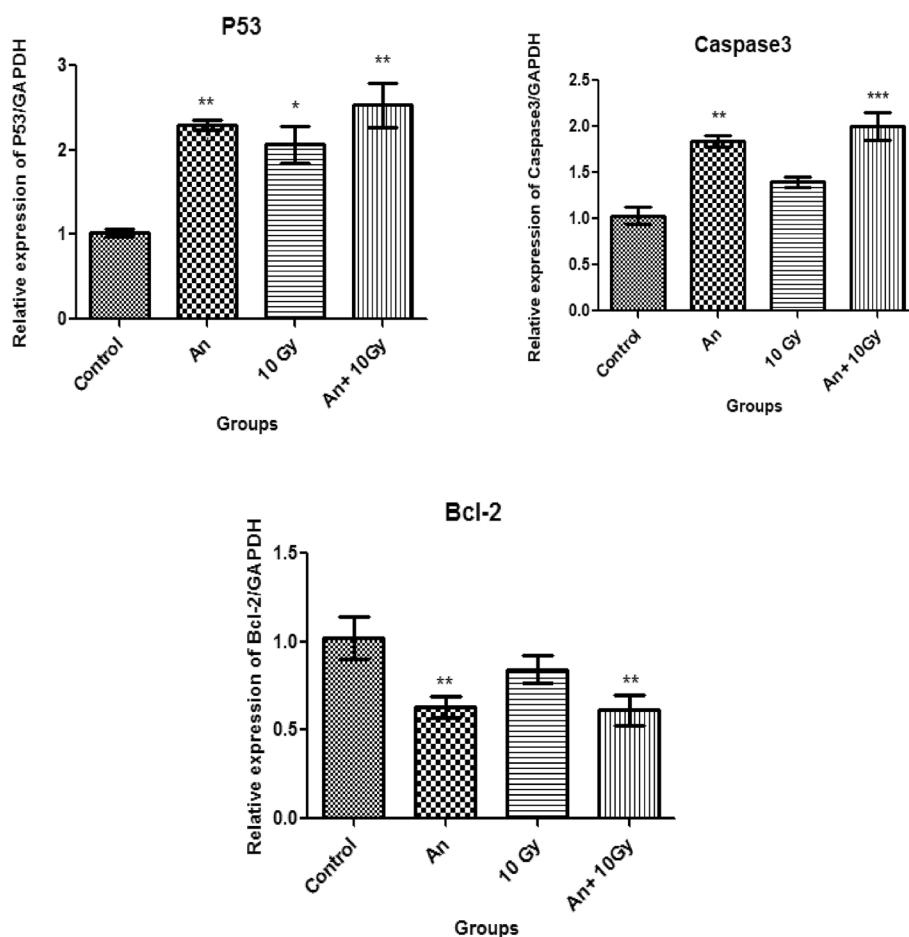 P53
Relative expression of P53/GAPDH
3
2
1
0
**
*
**
Control
An
10 Gy
An+ 10Gy
Groups
Caspase3
Relative expression of Caspase3/GAPDH
2.5
2.0
1.5
1.0
0.5
0.0
**
***
Control
An
10 Gy
An+ 10Gy
Groups
Bcl-2
Relative expression of Bcl-2/GAPDH
1.5
1.0
0.5
0.0
**
**
Control
An
10 Gy
An+ 10Gy
Groups